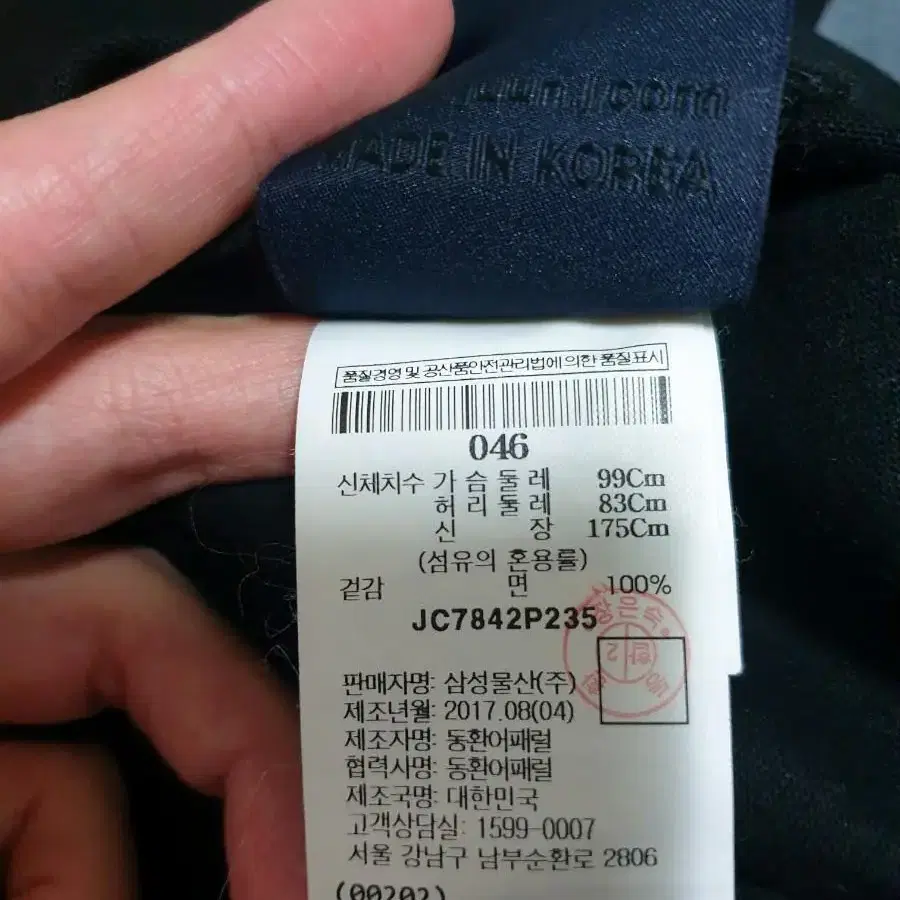 MADE IN KOREA
품질경영 및 공산품안전관리법에의한 품질표시
046
신체치수 가 슴 둘 레 99Cm
허 리 둘 레 83Cm
신 장 175Cm
(섬유의 혼용률)
겉감 면 100%
JC7842P235
판매자명: 삼성물산(주)
제조년월: 2017.08(04)
제조자명: 동환어패럴
협력사명: 동환어패럴
제조국명: 대한민국
고객상담실: 1599-0007
서울 강남구 남부순환로 2806
(00202)